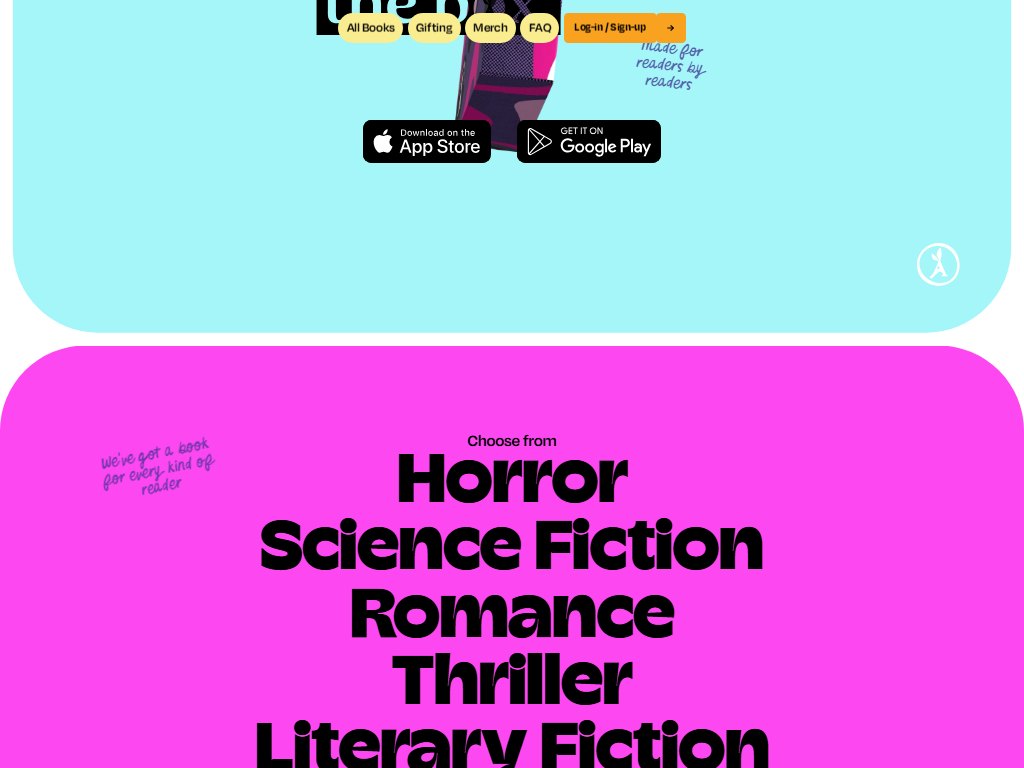 the
All Books
Gifting
Merch
FAQ
Log-in / Sign-up →
made for
readers by
readers
Download on the
App Store
GET IT ON
Google Play
A
We've got a book
for every kind of
reader
Choose from
Horror
Science Fiction
Romance
Thriller
Literary Fiction